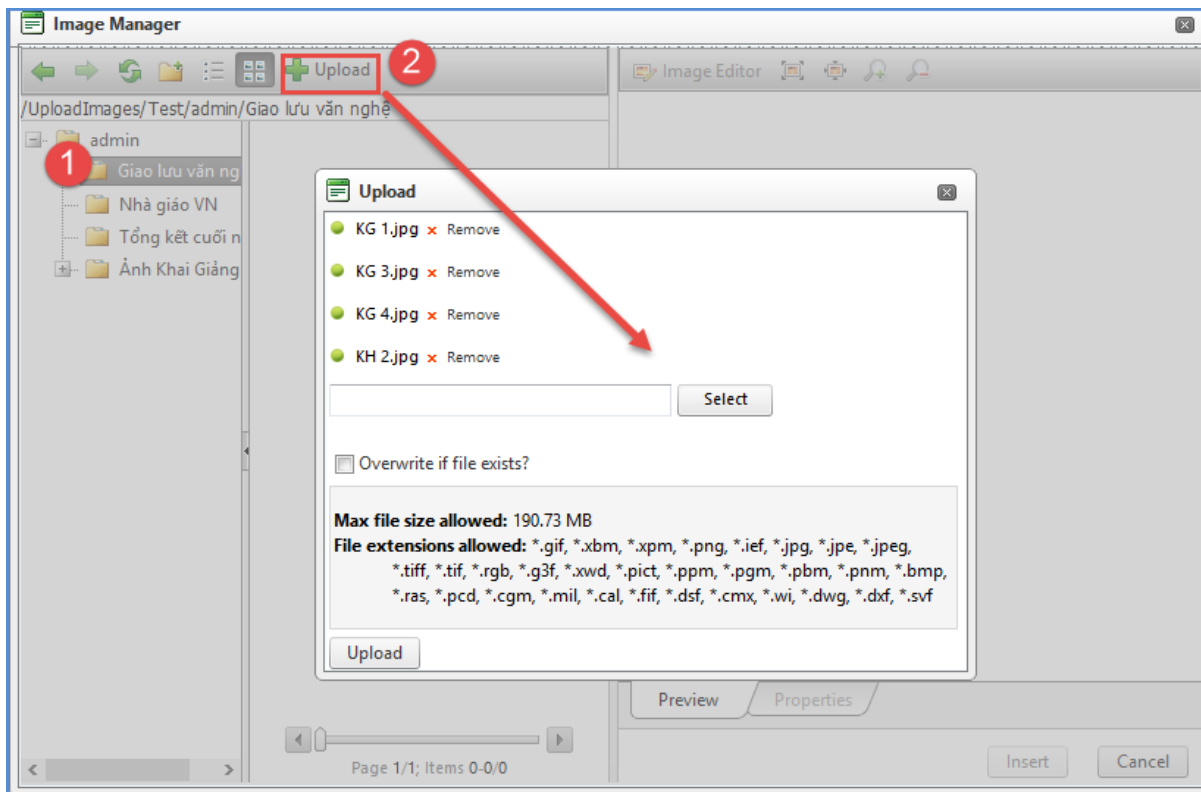 Image Manager
Upload
2
Image Editor
/UploadImages/Test/admin/Giao lưu văn nghệ
admin
1
Giao lưu văn ng
Nhà giáo VN
Tổng kết cuối n
Ảnh Khai Giảng
Upload
KG 1.jpg x Remove
KG 3.jpg x Remove
KG 4.jpg x Remove
KH 2.jpg x Remove
Select
Overwrite if file exists?
Max file size allowed: 190.73 MB
File extensions allowed: *.gif, *.xbm, *.xpm, *.png, *.ief, *.jpg, *.jpe, *.jpeg,
*.tiff, *.tif, *.rgb, *.g3f, *.xwd, *.pict, *.ppm, *.pgm, *.pbm, *.pnm, *.bmp,
*.ras, *.pcd, *.cgm, *.mil, *.cal, *.fif, *.dsf, *.cmx, *.wi, *.dwg, *.dxf, *.svf
Upload
Preview
Properties
Page 1/1; Items 0-0/0
Insert
Cancel